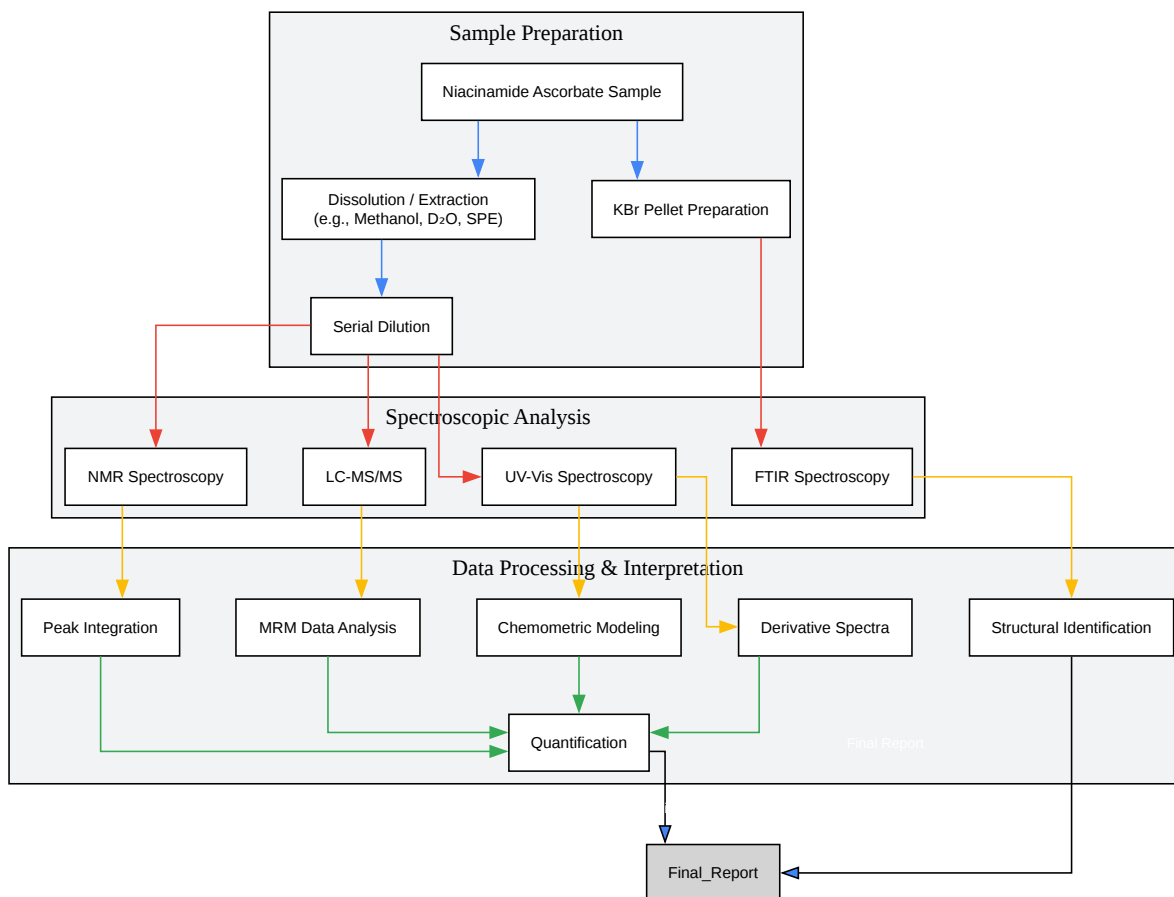 Sample Preparation
Niacinamide Ascorbate Sample
Dissolution / Extraction
(e.g., Methanol, D₂O, SPE)
KBr Pellet Preparation
Serial Dilution
Spectroscopic Analysis
NMR Spectroscopy
LC-MS/MS
UV-Vis Spectroscopy
FTIR Spectroscopy
Data Processing & Interpretation
Peak Integration
MRM Data Analysis
Chemometric Modeling
Derivative Spectra
Structural Identification
Quantification
Final Report
Final_Report